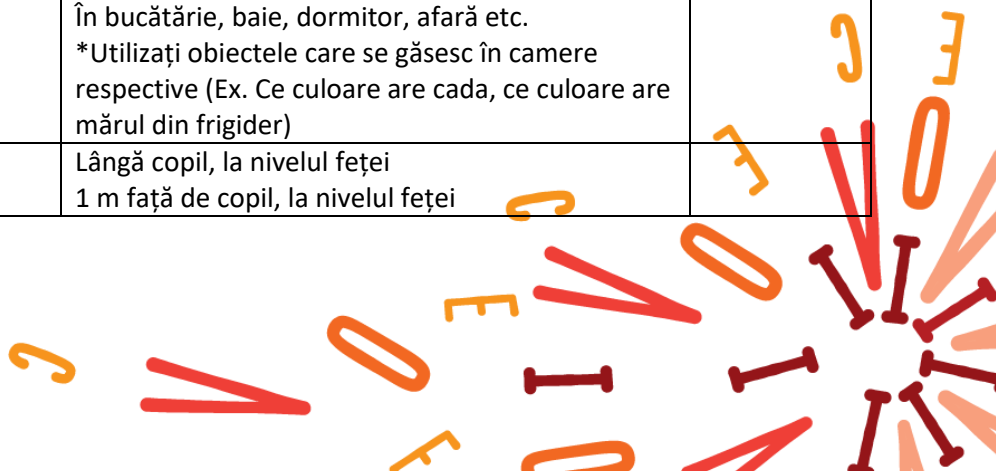 În bucătărie, baie, dormitor, afară etc.
*Utilizați obiectele care se găsesc în camere
respective (Ex. Ce culoare are cada, ce culoare are
mărul din frigider)
Lângă copil, la nivelul feței
1 m față de copil, la nivelul feței